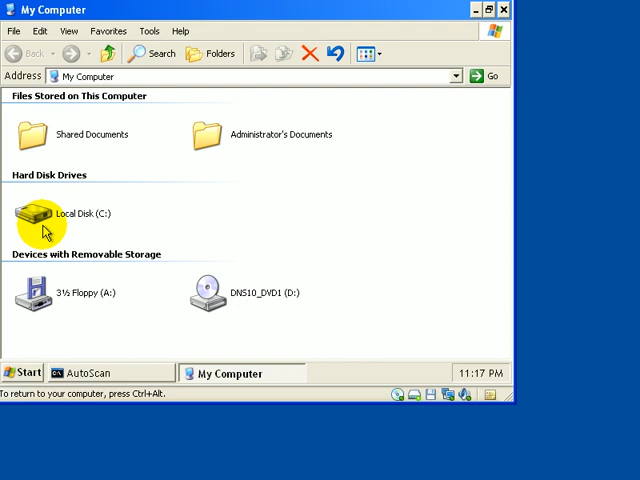 My Computer
File Edit View Favorites Tools Help
Back Search Folders
Address My Computer Go
Files Stored on This Computer
Shared Documents Administrator's Documents
Hard Disk Drives
Local Disk (C:)
Devices with Removable Storage
3½ Floppy (A:) DNS10_DVD1 (D:)
Start AutoScan My Computer 11:17 PM
To return to your computer, press Ctrl+Alt.